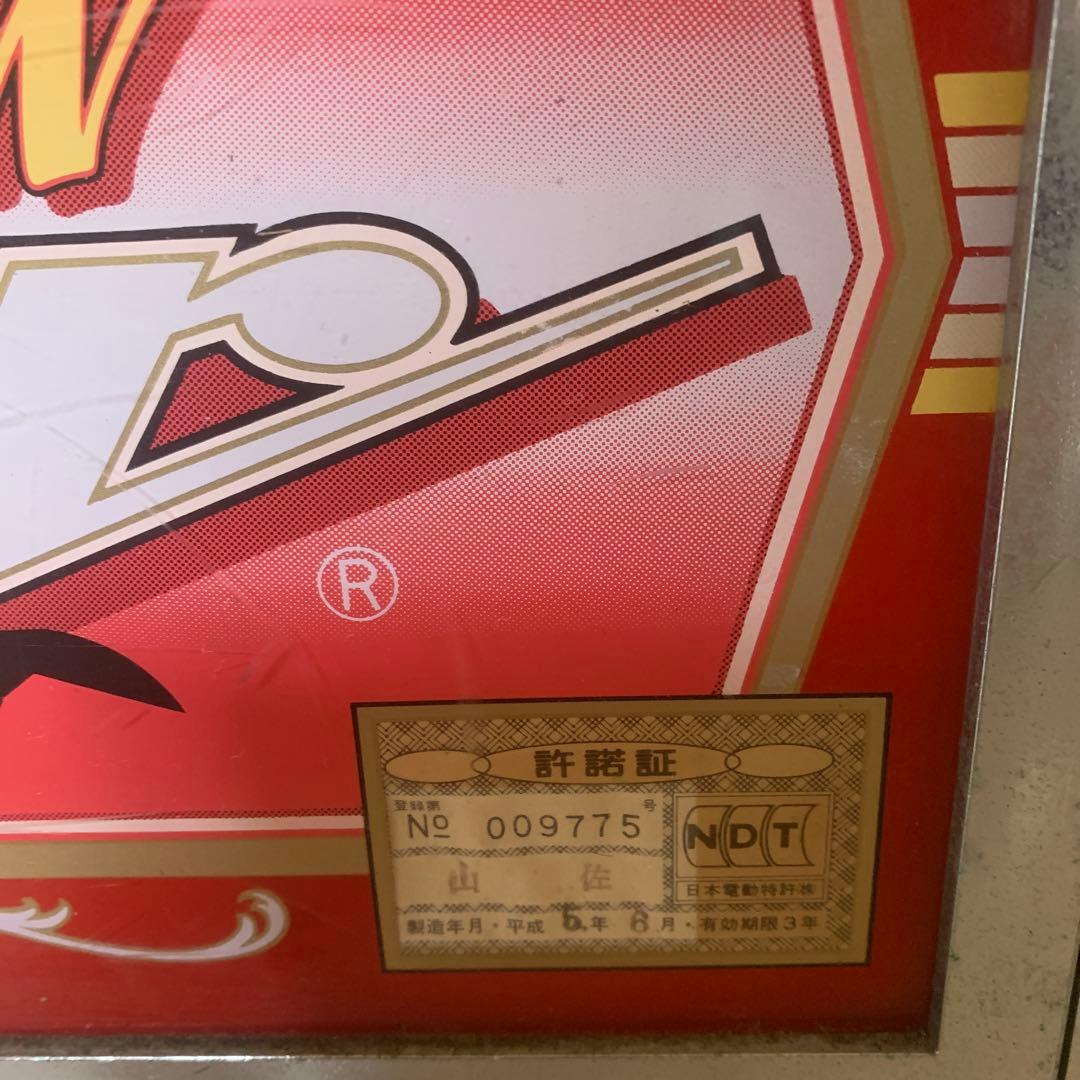 ®
許諾証
登録第 号
No 009775
NDT
山佐
日本電動特許㈱
製造年月・平成 5年 6月・有効期限3年